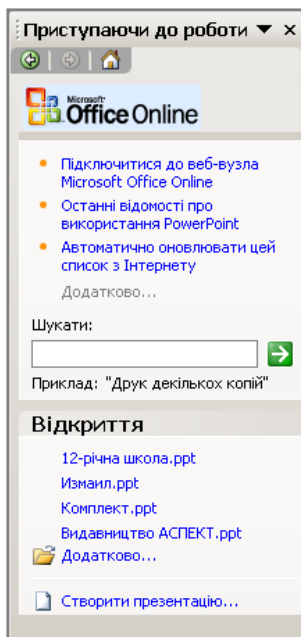 Приступаючи до роботи
Microsoft
Office Online
Підключитися до веб-вузла
Microsoft Office Online
Останні відомості про
використання PowerPoint
Автоматично оновлювати цей
список з Інтернету
Додатково...
Шукати:
Приклад: "Друк декількох копій"
Відкриття
12-річна школа.ppt
Измаил.ppt
Комплект.ppt
Видавництво АСПЕКТ.ppt
Додатково...
Створити презентацію...